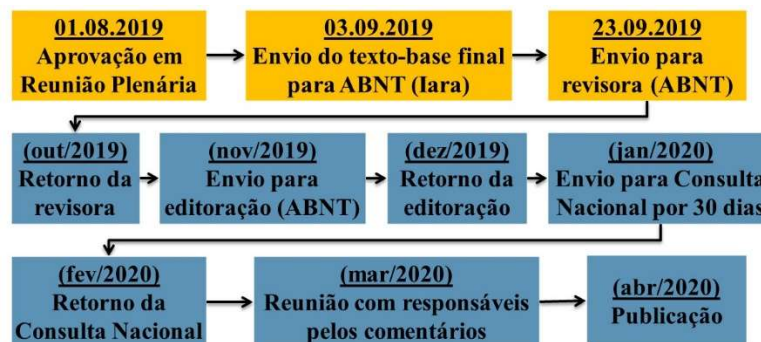 01.08.2019
Aprovação em
Reunião Plenária
03.09.2019
Envio do texto-base final
para ABNT (Iara)
23.09.2019
Envio para
revisora (ABNT)
(out/2019)
Retorno da
revisora
(nov/2019)
Envio para
editoração (ABNT)
(dez/2019)
Retorno da
editoração
(jan/2020)
Envio para Consulta
Nacional por 30 dias
(fev/2020)
Retorno da
Consulta Nacional
(mar/2020)
Reunião com responsáveis
pelos comentários
(abr/2020)
Publicação